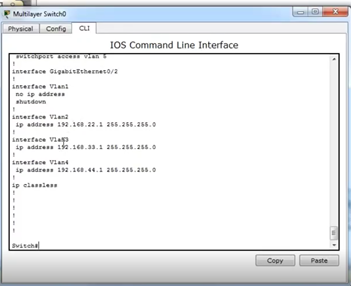 Multilayer Switch0
Physical Config CLI
IOS Command Line Interface
switchport access vlan 5
!
interface GigabitEthernet0/2
!
interface Vlan1
no ip address
shutdown
!
interface Vlan2
ip address 192.168.22.1 255.255.255.0
!
interface Vlan3
ip address 192.168.33.1 255.255.255.0
!
interface Vlan4
ip address 192.168.44.1 255.255.255.0
!
ip classless
!
!
!
!
!
!
Switch#
Copy Paste